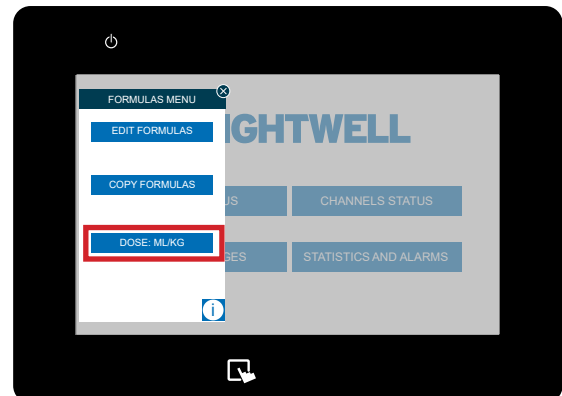 FORMULAS MENU
EDIT FORMULAS
IGHTWELL
COPY FORMULAS
US
CHANNELS STATUS
DOSE: ML/KG
GES
STATISTICS AND ALARMS
i